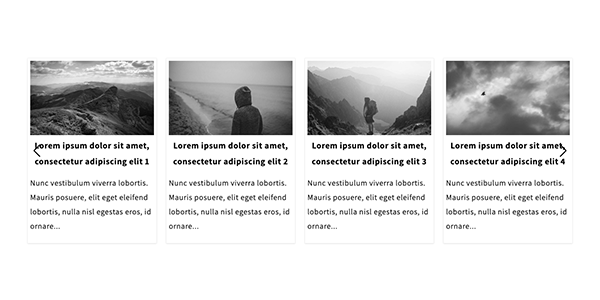 Lorem ipsum dolor sit amet,
consectetur adipiscing elit 1
Nunc vestibulum viverra lobortis.
Mauris posuere, elit eget eleifend
lobortis, nulla nisl egestas eros, id
ornare...
Lorem ipsum dolor sit amet,
consectetur adipiscing elit 2
Nunc vestibulum viverra lobortis.
Mauris posuere, elit eget eleifend
lobortis, nulla nisl egestas eros, id
ornare...
Lorem ipsum dolor sit amet,
consectetur adipiscing elit 3
Nunc vestibulum viverra lobortis.
Mauris posuere, elit eget eleifend
lobortis, nulla nisl egestas eros, id
ornare...
Lorem ipsum dolor sit amet,
consectetur adipiscing elit 4
Nunc vestibulum viverra lobortis.
Mauris posuere, elit eget eleifend
lobortis, nulla nisl egestas eros, id
ornare...